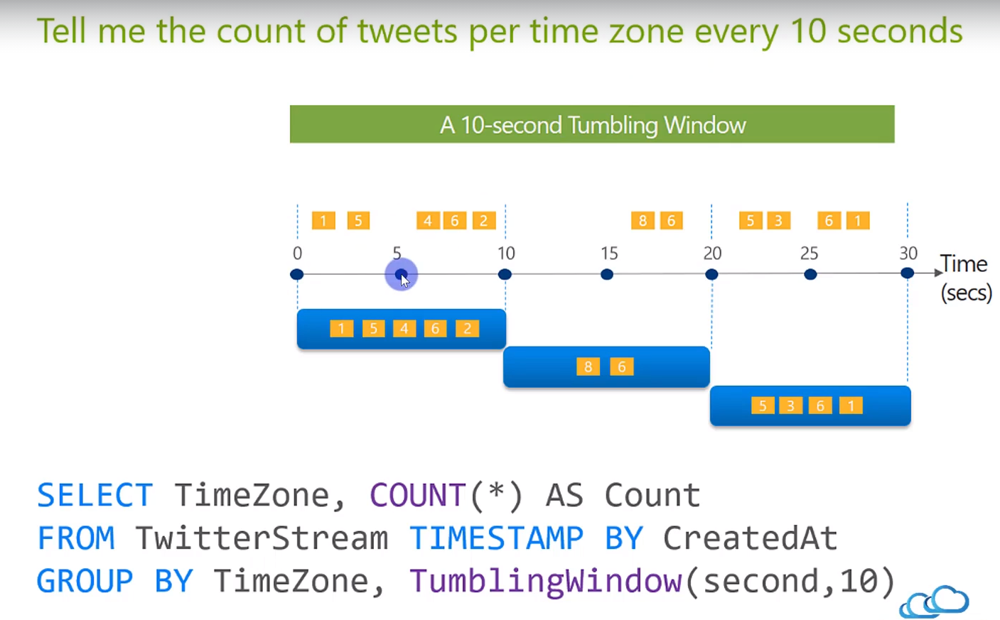 Tell me the count of tweets per time zone every 10 seconds
A 10-second Tumbling Window
1 5 4 6 2 8 6 5 3 6 1
0 5 10 15 20 25 30
Time
(secs)
1 5 4 6 2
8 6
5 3 6 1
SELECT TimeZone, COUNT(*) AS Count
FROM TwitterStream TIMESTAMP BY CreatedAt
GROUP BY TimeZone, TumblingWindow(second,10)